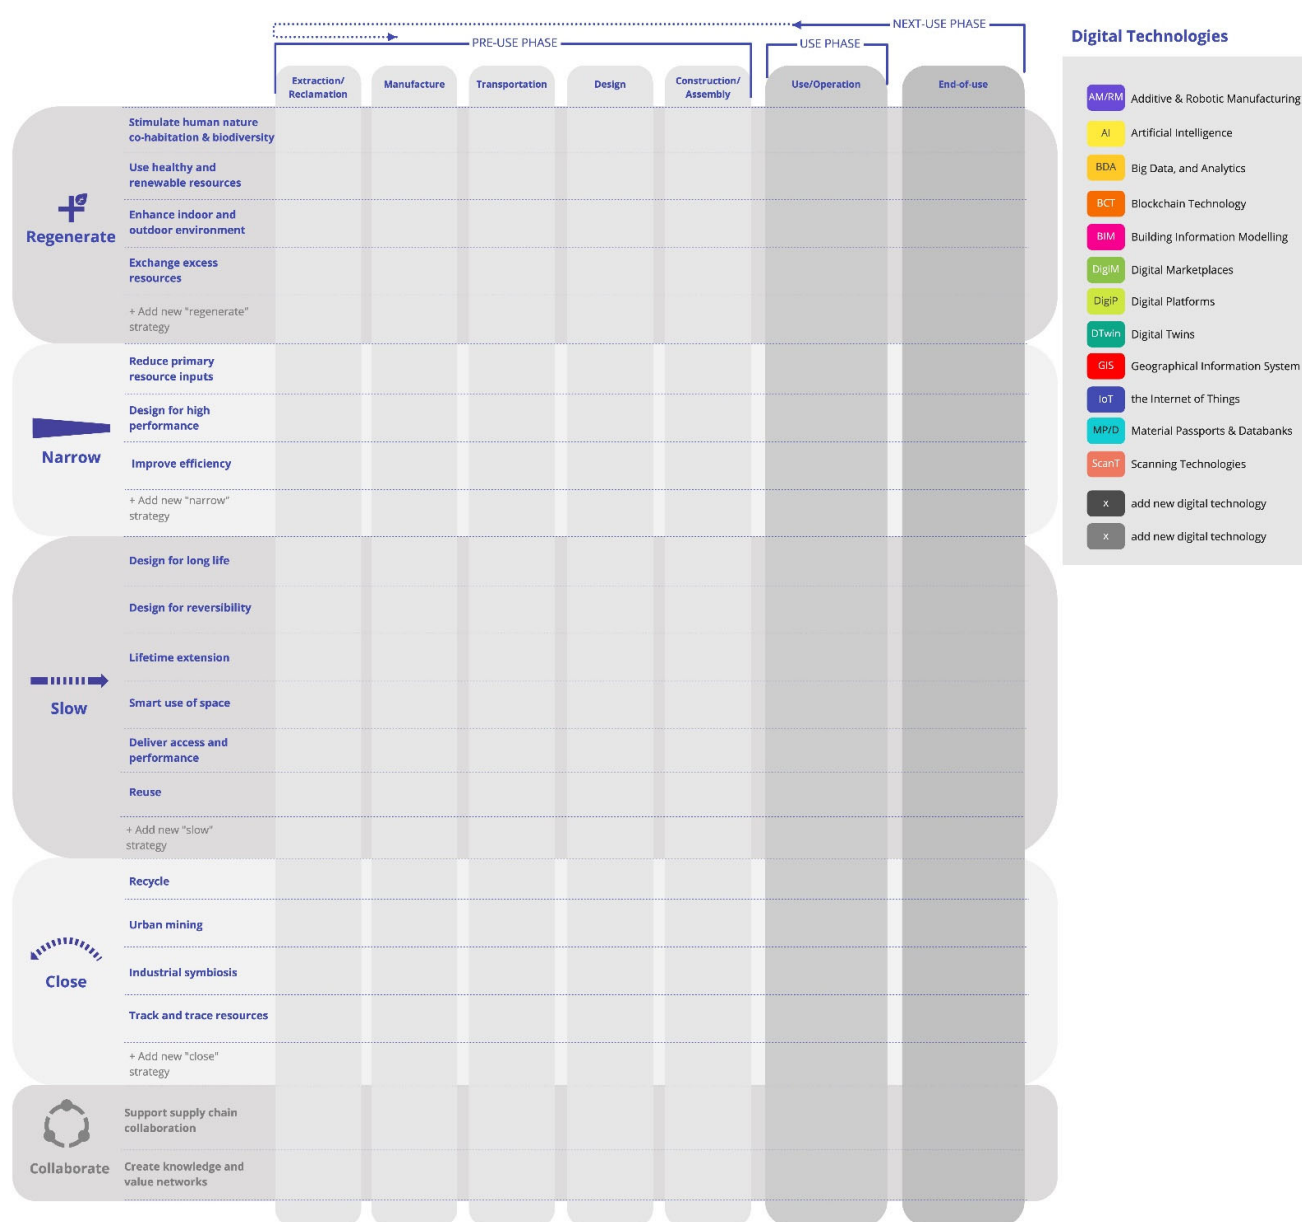 NEXT-USE PHASE
PRE-USE PHASE
USE PHASE
Extraction/
Reclamation
Manufacture
Transportation
Design
Construction/
Assembly
Use/Operation
End-of-use
Regenerate
Stimulate human nature
co-habitation & biodiversity
Use healthy and
renewable resources
Enhance indoor and
outdoor environment
Exchange excess
resources
+ Add new "regenerate"
strategy
Narrow
Reduce primary
resource inputs
Design for high
performance
Improve efficiency
+ Add new "narrow"
strategy
Slow
Design for long life
Design for reversibility
Lifetime extension
Smart use of space
Deliver access and
performance
Reuse
+ Add new "slow"
strategy
Close
Recycle
Urban mining
Industrial symbiosis
Track and trace resources
+ Add new "close"
strategy
Collaborate
Support supply chain
collaboration
Create knowledge and
value networks
Digital Technologies
AM/RM Additive & Robotic Manufacturing
AI Artificial Intelligence
BDA Big Data, and Analytics
BCT Blockchain Technology
BIM Building Information Modelling
DigiM Digital Marketplaces
DigiP Digital Platforms
DTwin Digital Twins
GIS Geographical Information System
IoT the Internet of Things
MP/D Material Passports & Databanks
ScanT Scanning Technologies
x add new digital technology
x add new digital technology